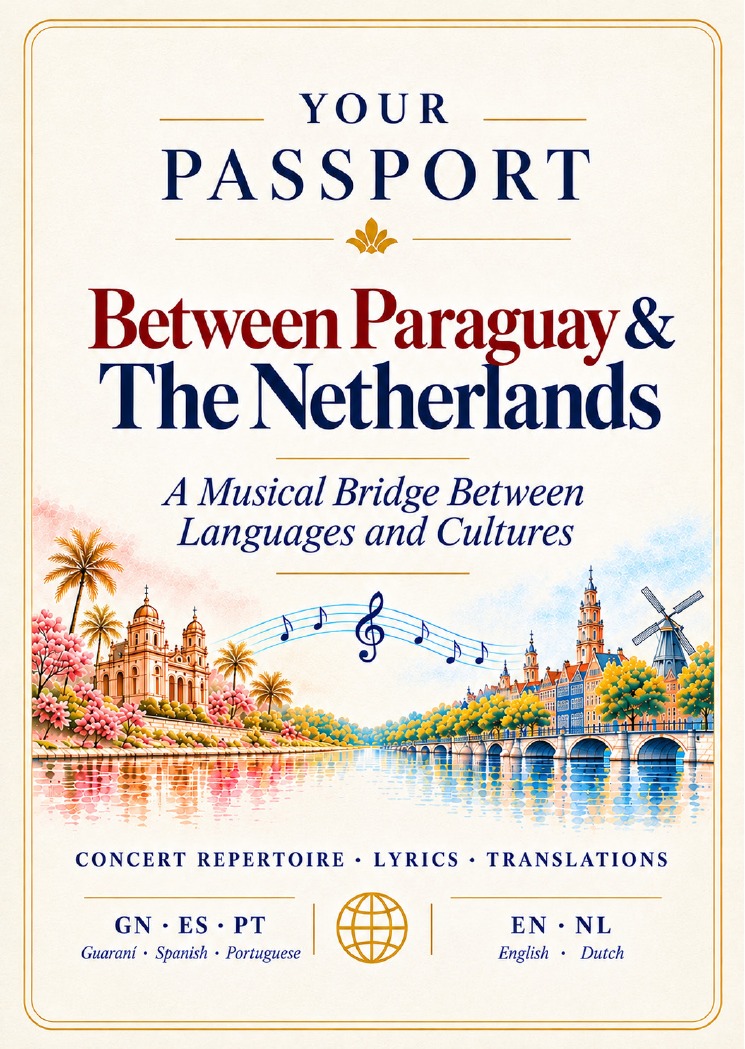 YOUR
PASSPORT
Between Paraguay &
The Netherlands
A Musical Bridge Between
Languages and Cultures
CONCERT REPERTOIRE • LYRICS • TRANSLATIONS
GN • ES • PT
Guaraní • Spanish • Portuguese
EN • NL
English • Dutch